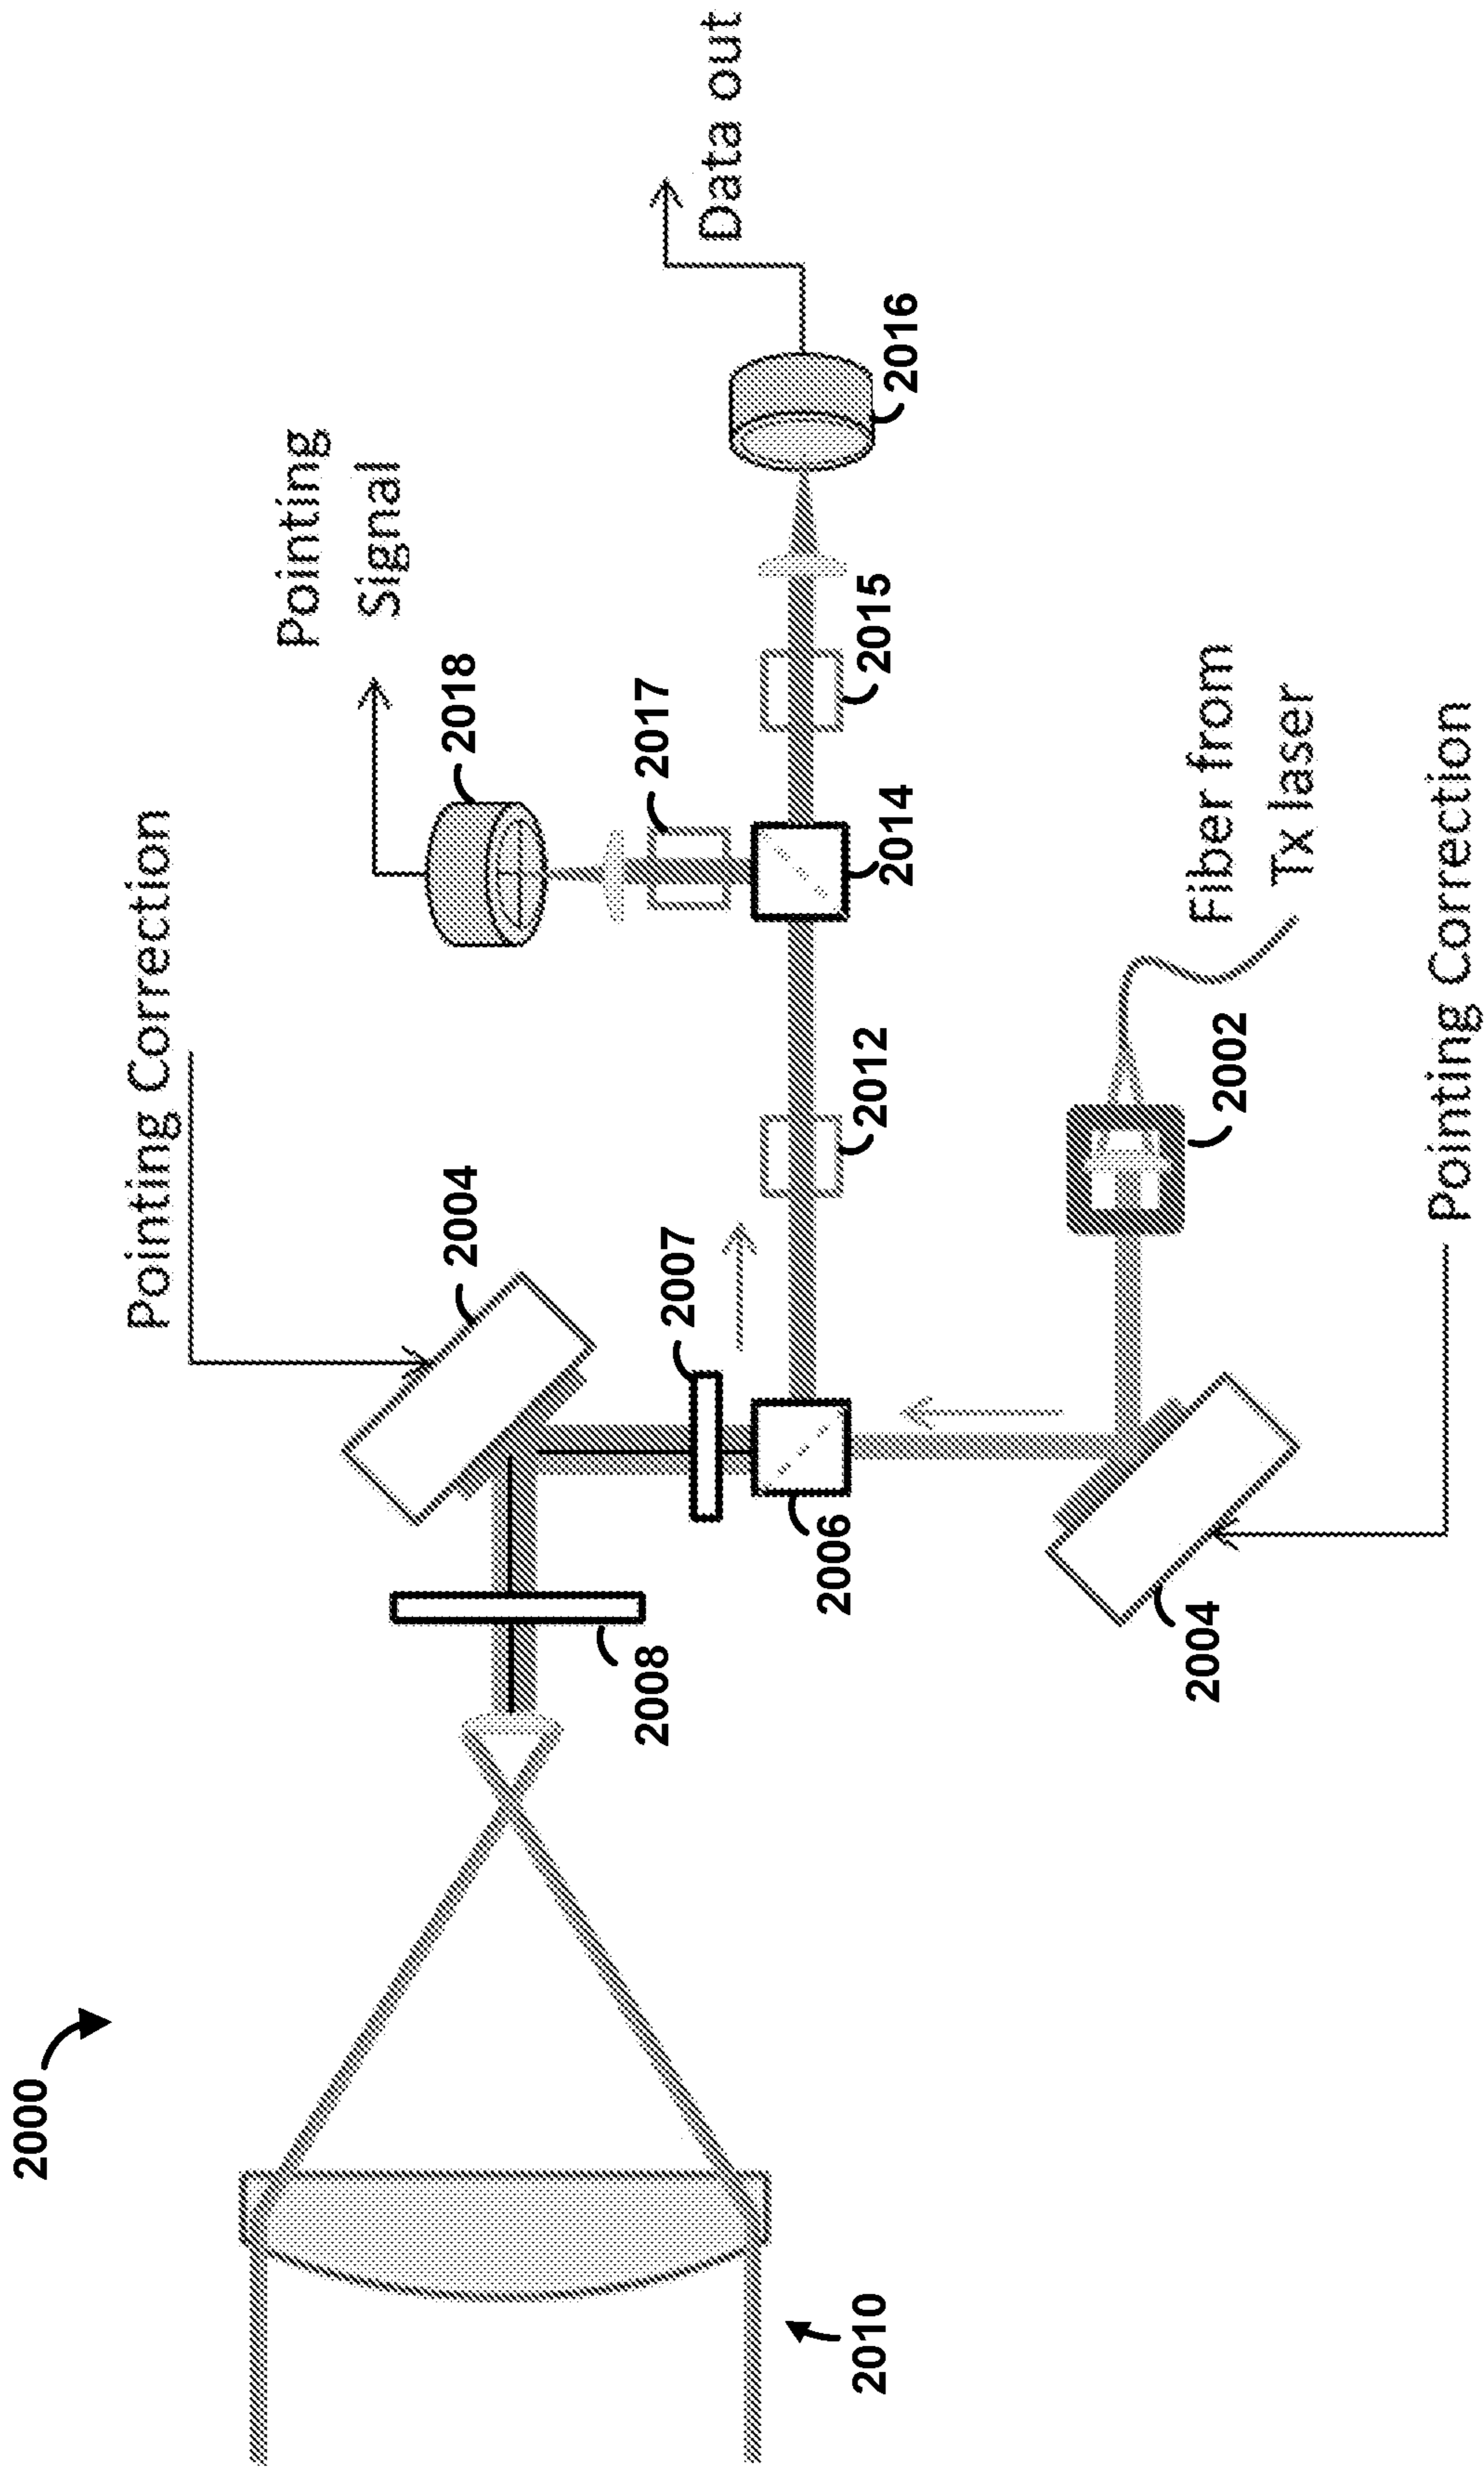 2000
Pointing Correction
Pointing
Signal
2004
2018
2008
2007
2017
Data out
2006
2010
2012
2015
2014
2016
2004
2002
Fiber from
Tx laser
Pointing Correction